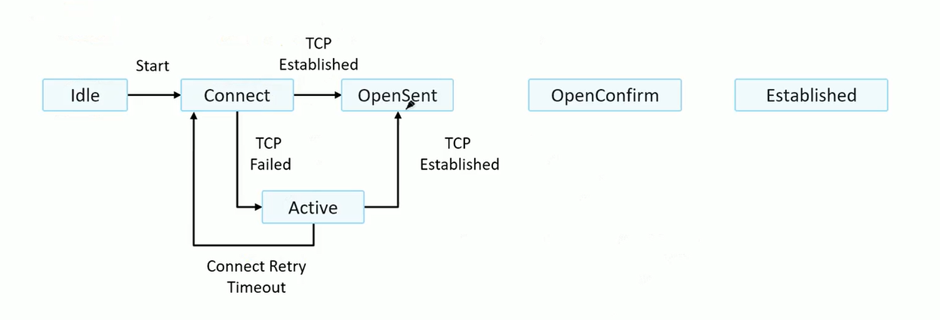 TCP
Established
Start
Idle
Connect
OpenSent
OpenConfirm
Established
TCP
Failed
TCP
Established
Active
Connect Retry
Timeout